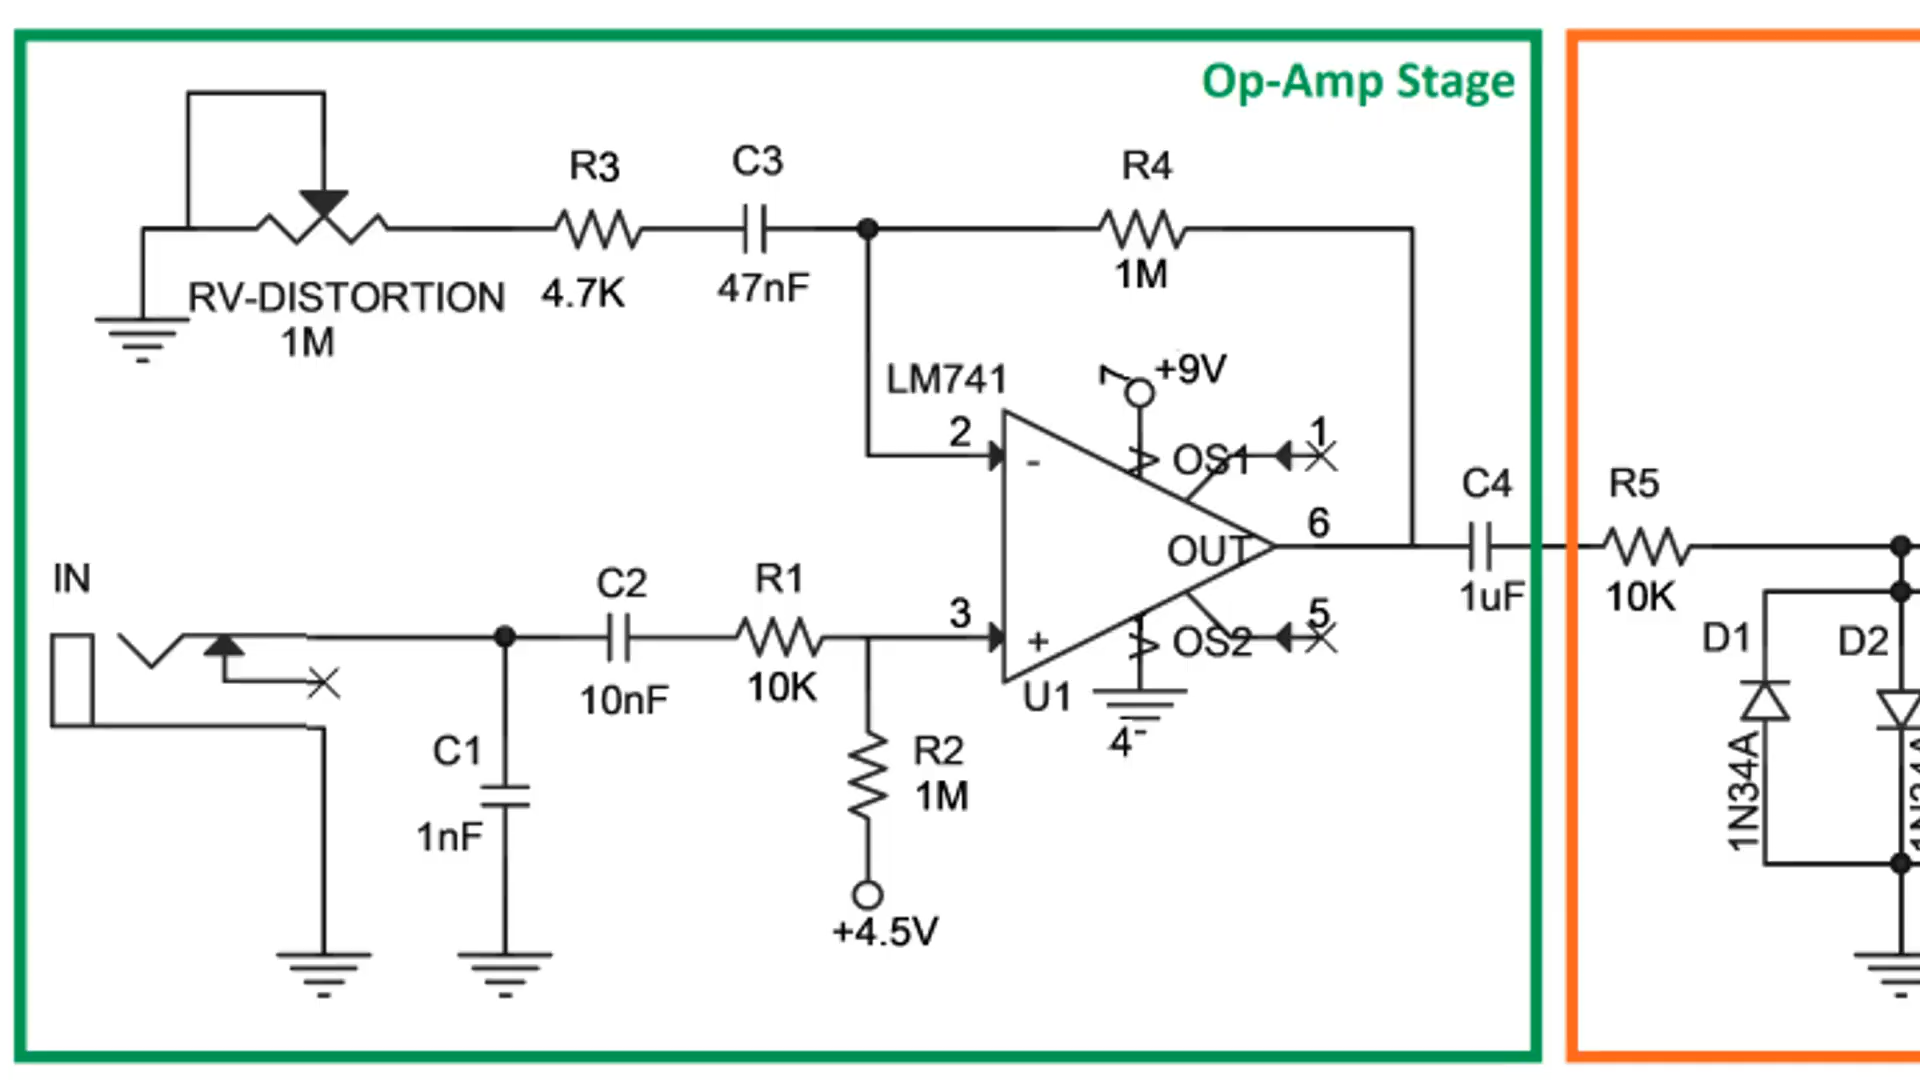 Op-Amp Stage
R3
C3
R4
RV-DISTORTION
1M
4.7K
47nF
1M
LM741
7
+9V
2
-
OS1
1
6
OUT
C4
1uF
R5
10K
IN
C2
10nF
R1
10K
3
+
OS2
5
U1
4
C1
1nF
R2
1M
+4.5V
D1
1N34A
D2